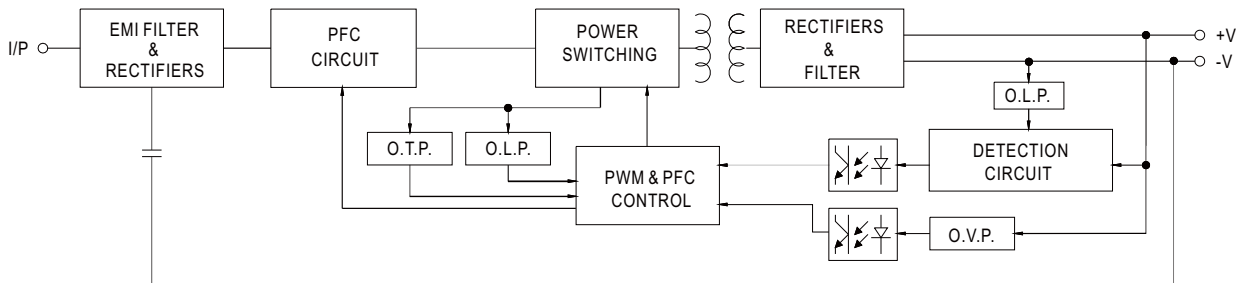 I/P
EMI FILTER
&
RECTIFIERS
PFC
CIRCUIT
POWER
SWITCHING
RECTIFIERS
&
FILTER
+V
-V
O.L.P.
O.T.P.
O.L.P.
PWM & PFC
CONTROL
DETECTION
CIRCUIT
O.V.P.